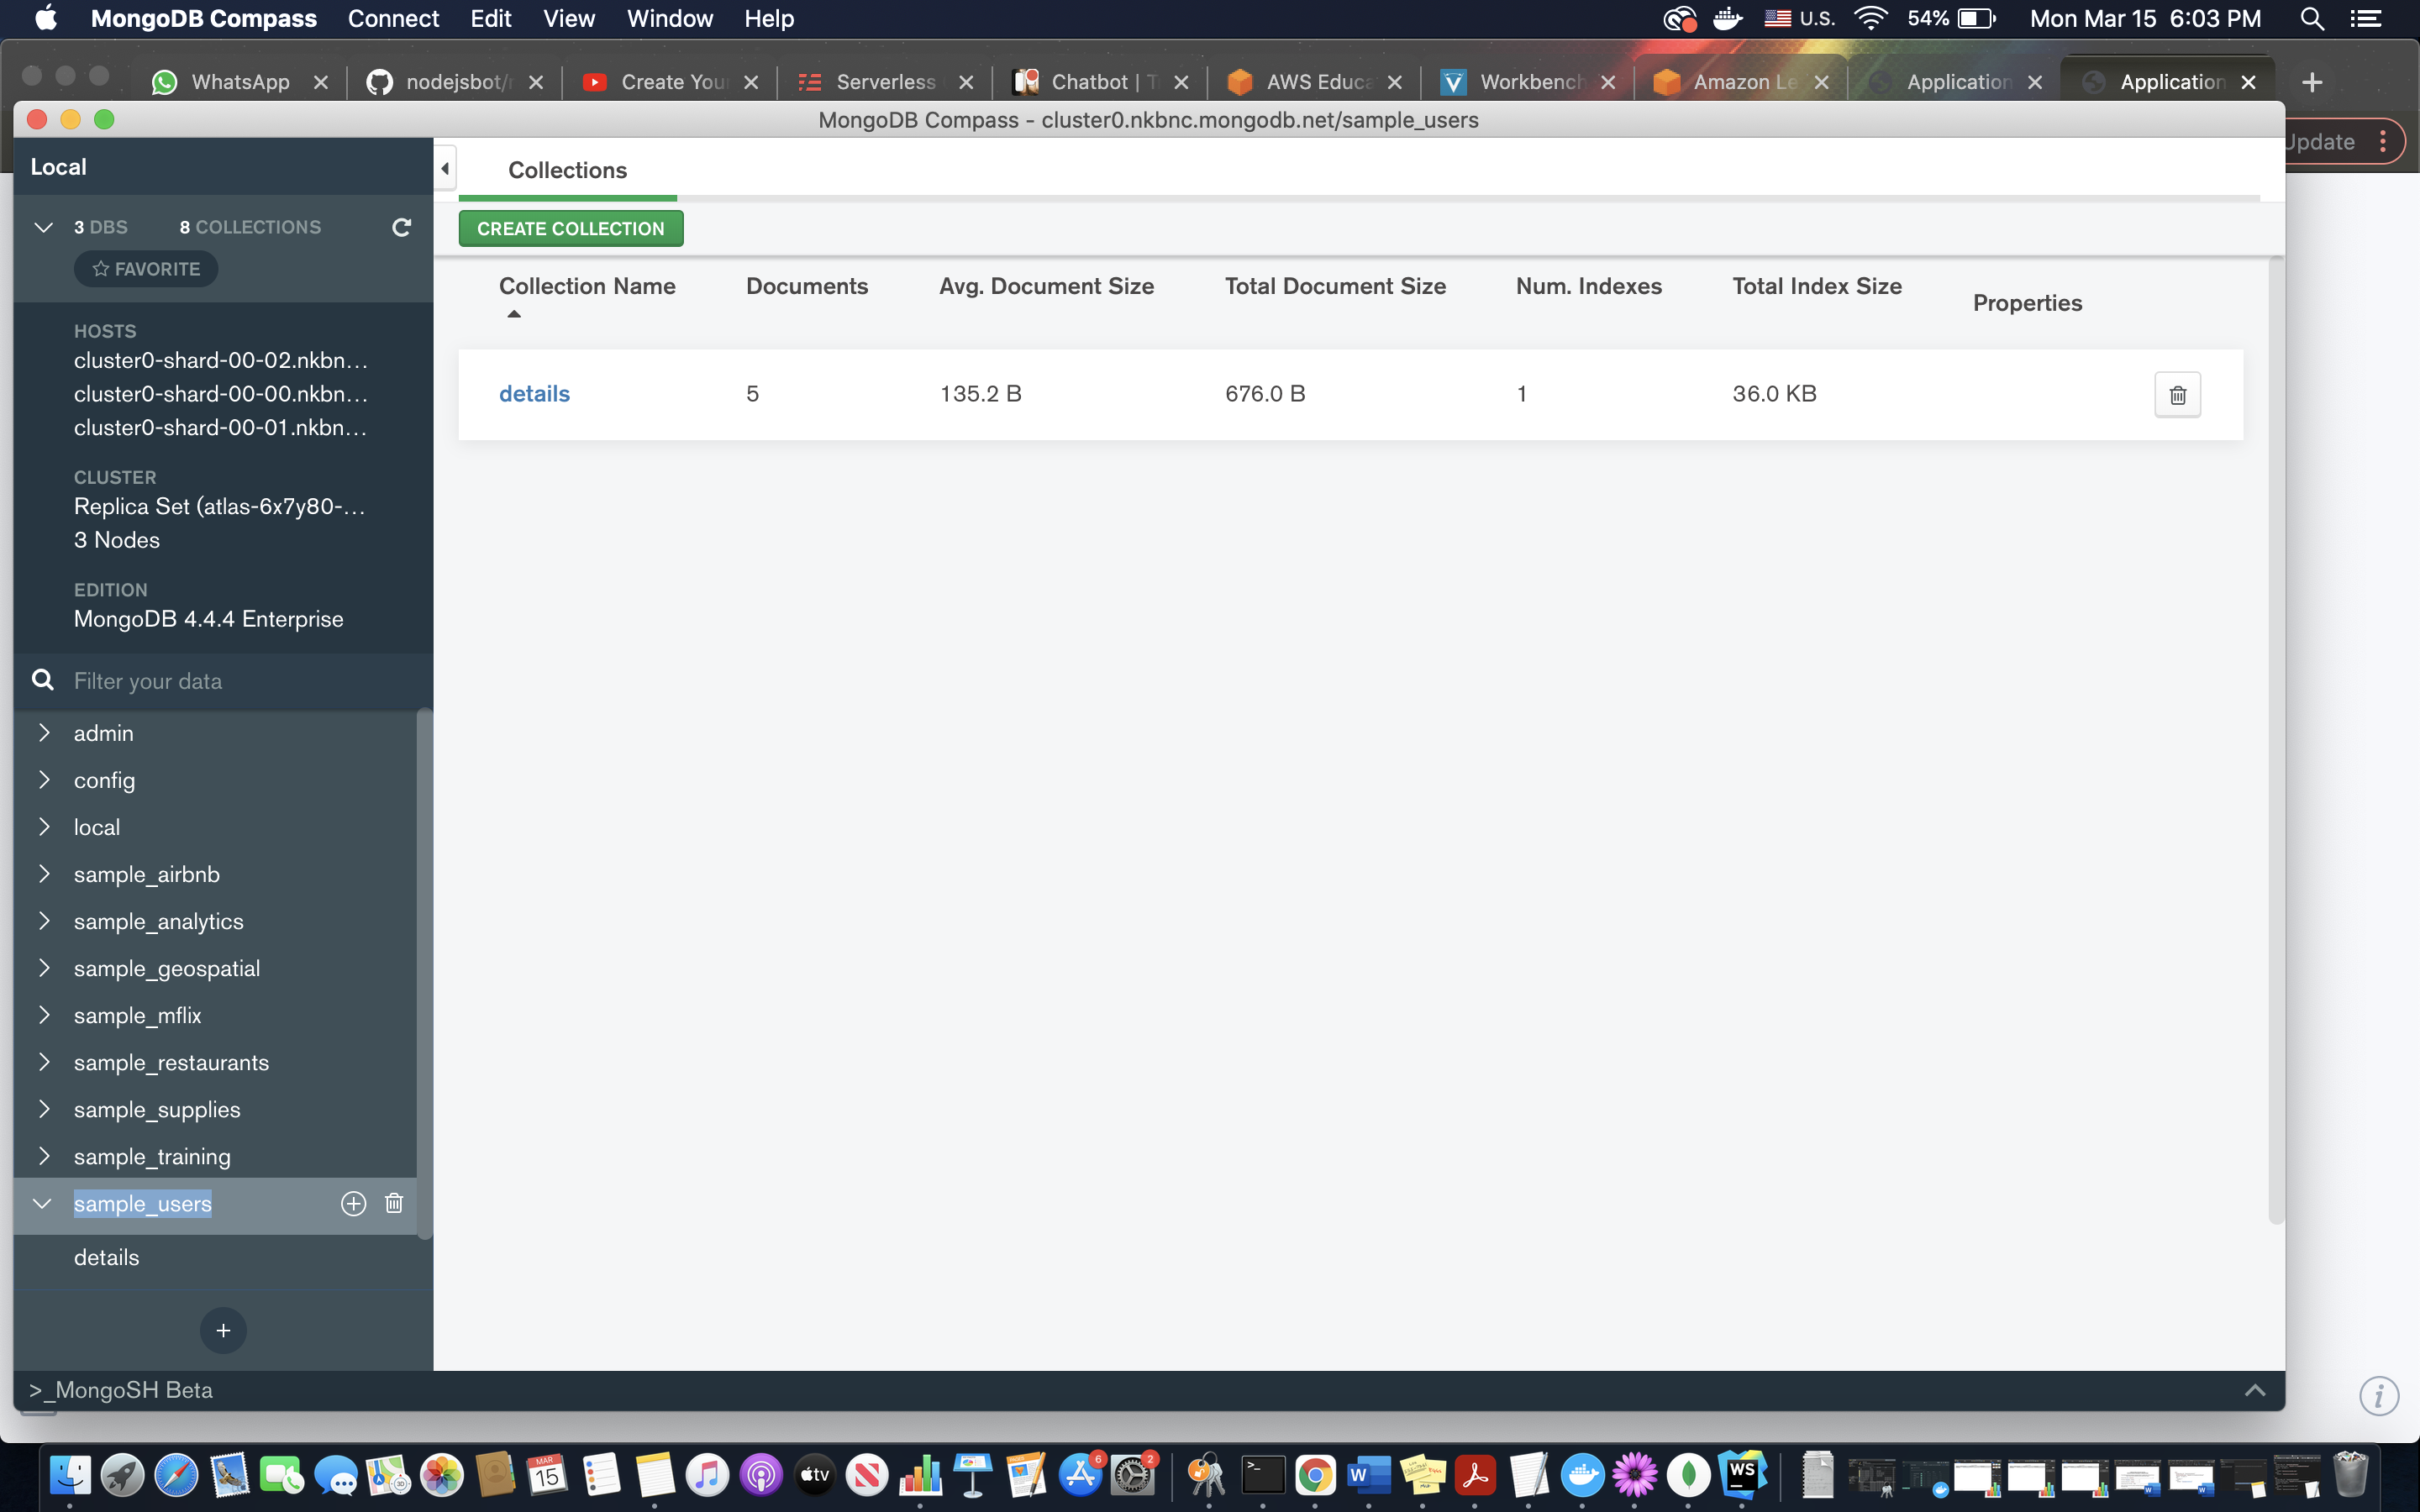 MongoDB Compass Connect Edit View Window Help U.S. 54% Mon Mar 15 6:03 PM
WhatsApp nodejsbot/ Create You Serverless Chatbot | T AWS Educa Workbench Amazon Le Application Application
MongoDB Compass - cluster0.nkbnc.mongodb.net/sample_users
Update
Local
Collections
3 DBS 8 COLLECTIONS
FAVORITE
CREATE COLLECTION
Collection Name Documents Avg. Document Size Total Document Size Num. Indexes Total Index Size Properties
details 5 135.2 B 676.0 B 1 36.0 KB
HOSTS
cluster0-shard-00-02.nkbn...
cluster0-shard-00-00.nkbn...
cluster0-shard-00-01.nkbn...
CLUSTER
Replica Set (atlas-6x7y80-...
3 Nodes
EDITION
MongoDB 4.4.4 Enterprise
Filter your data
admin
config
local
sample_airbnb
sample_analytics
sample_geospatial
sample_mflix
sample_restaurants
sample_supplies
sample_training
sample_users
details
>_MongoSH Beta
MAR
15
tv
6
2
W
WS